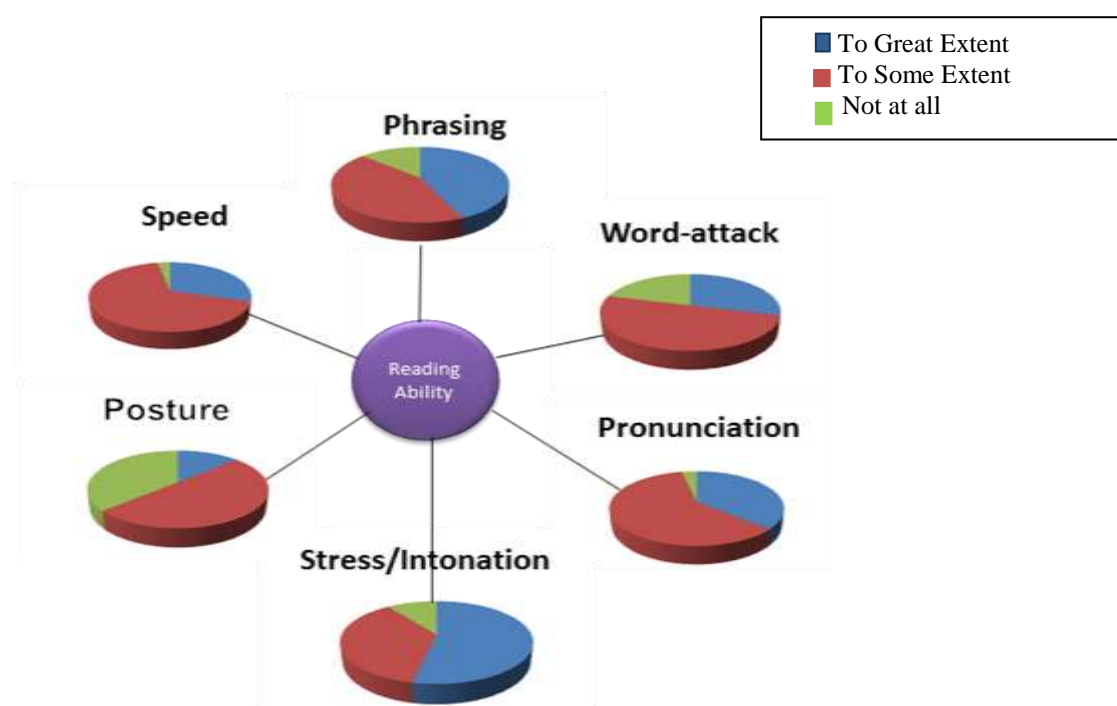 To Great Extent
To Some Extent
Not at all
Phrasing
Speed
Word-attack
Reading
Ability
Posture
Pronunciation
Stress/Intonation